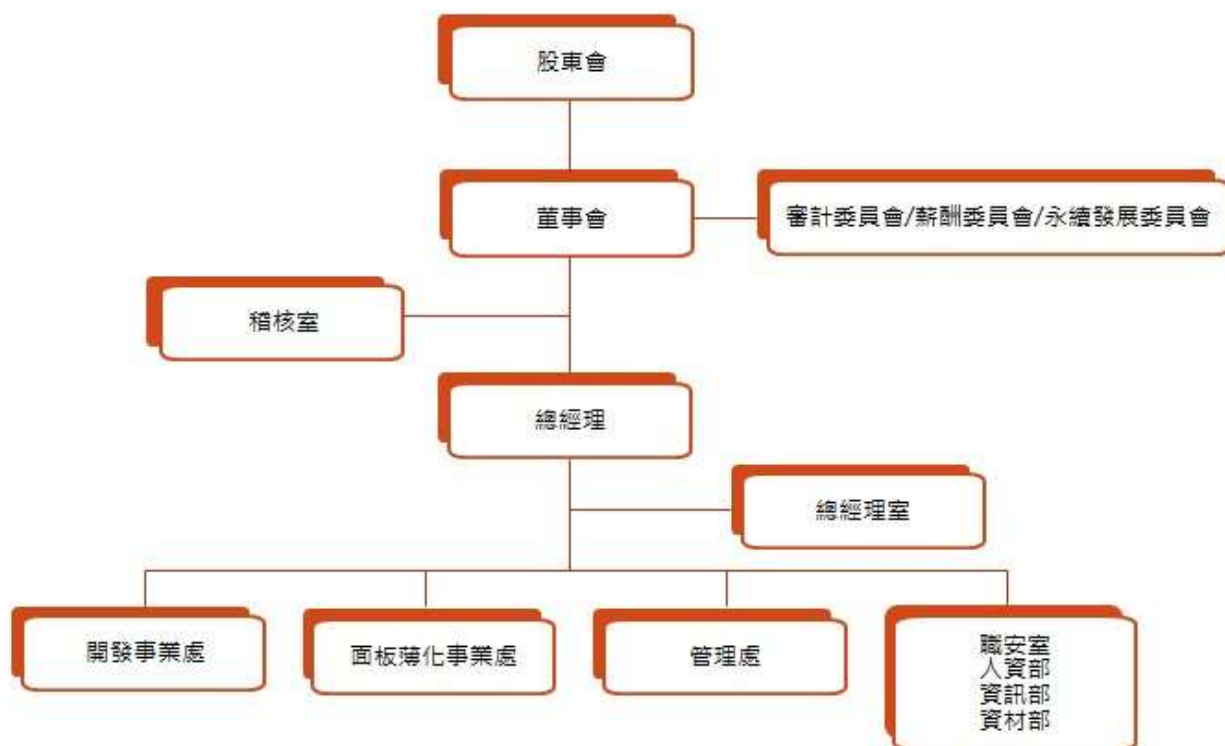 股東會
董事會
審計委員會/薪酬委員會/永續發展委員會
稽核室
總經理
總經理室
開發事業處
面板薄化事業處
管理處
職安室
人資部
資訊部
資材部